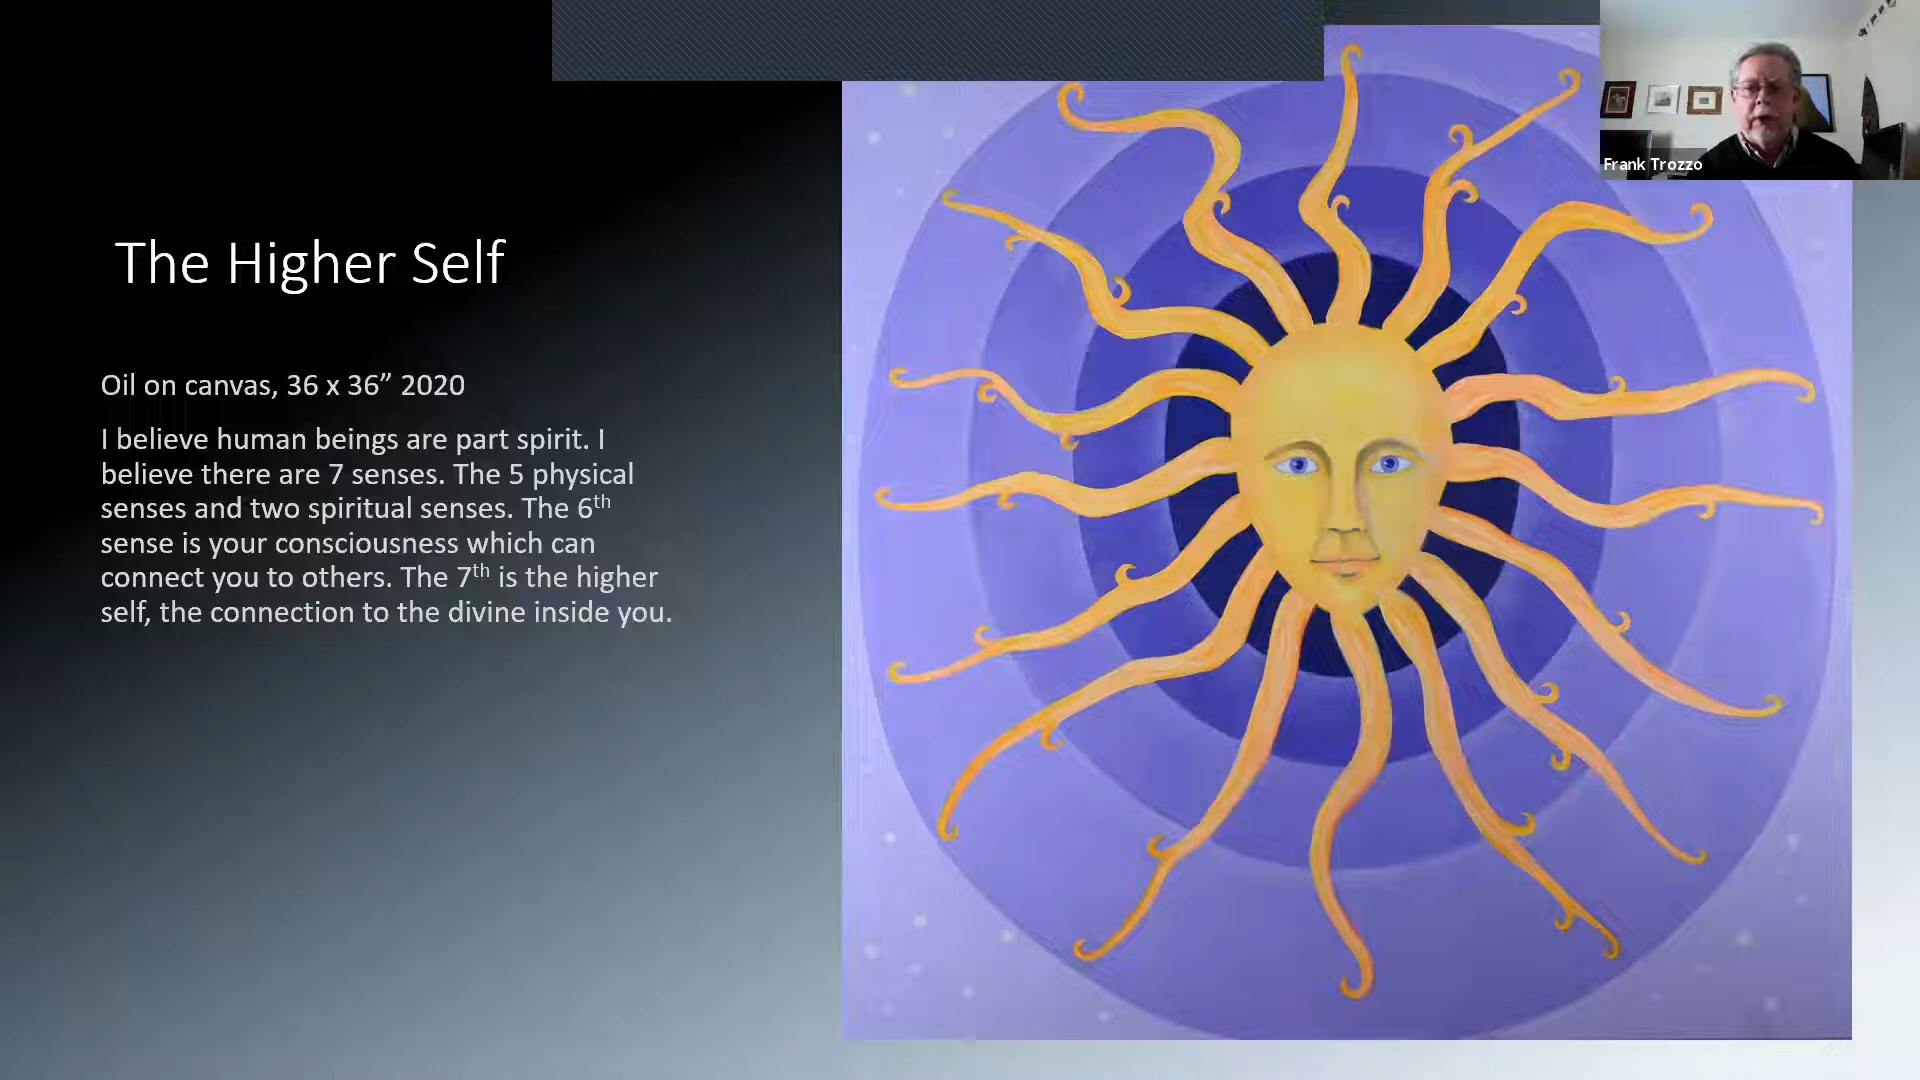 Frank Trozzo
The Higher Self
Oil on canvas, 36 x 36” 2020
I believe human beings are part spirit. I
believe there are 7 senses. The 5 physical
senses and two spiritual senses. The 6th
sense is your consciousness which can
connect you to others. The 7th is the higher
self, the connection to the divine inside you.